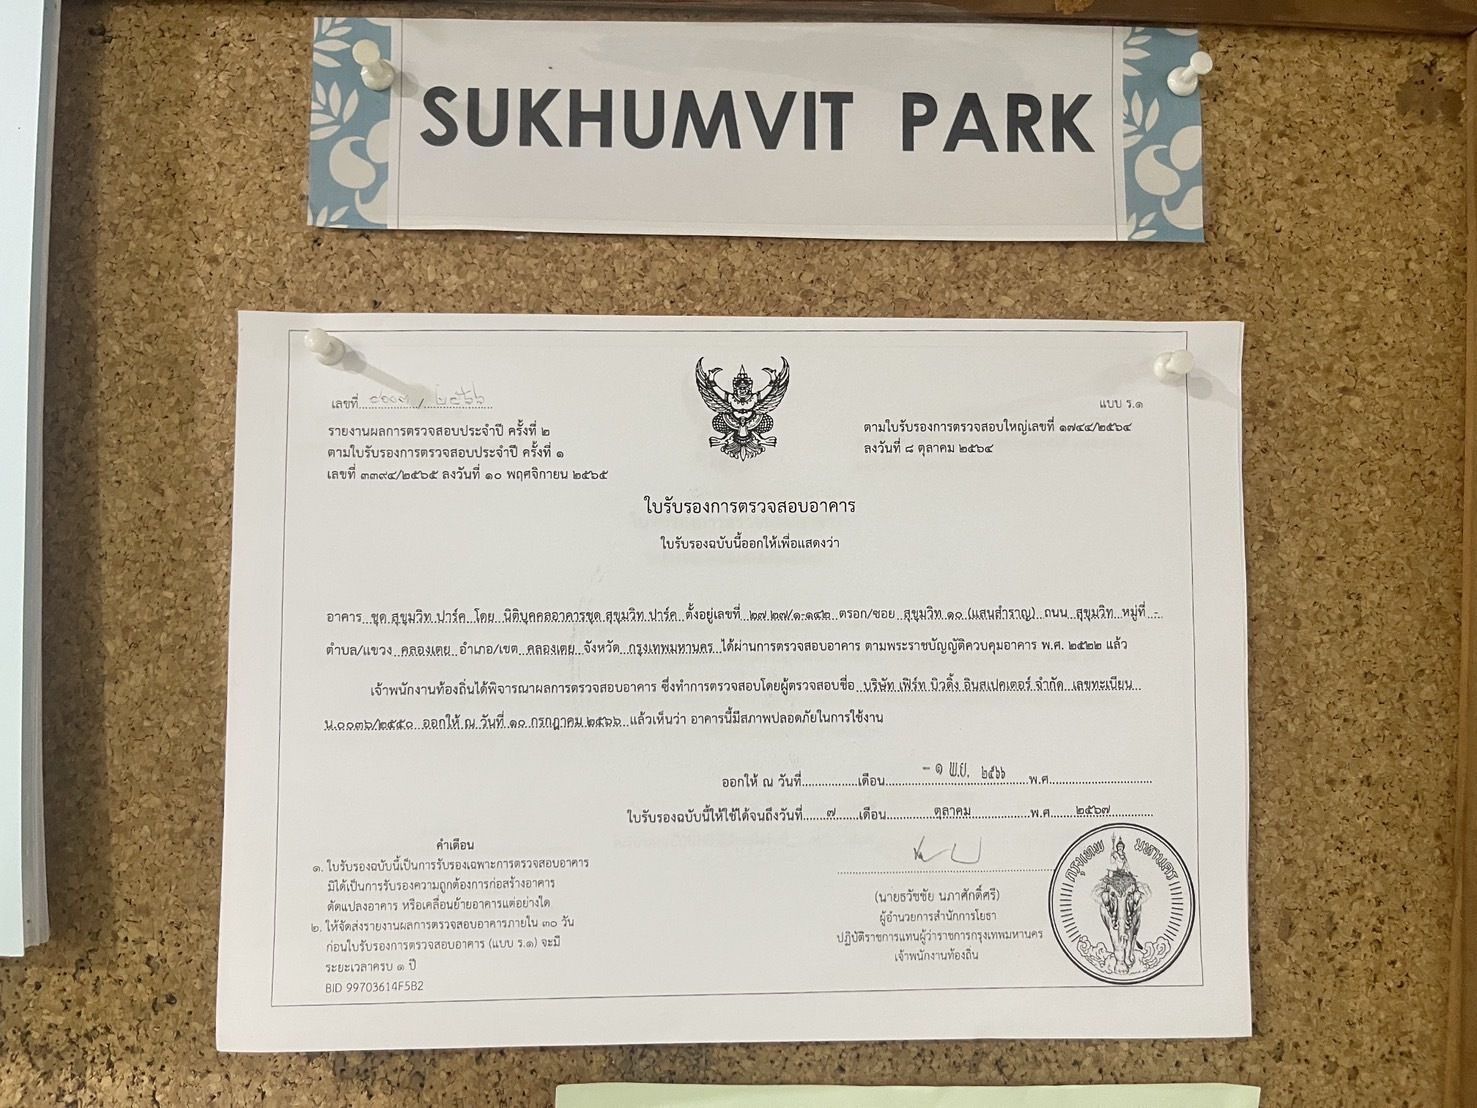 SUKHUMVIT PARK
เลขที่ ๔๐๐๓ / ๒๕๖๖
แบบ ร.๑
รายงานผลการตรวจสอบประจำปี ครั้งที่ ๒
ตามใบรับรองการตรวจสอบประจำปี ครั้งที่ ๑
เลขที่ ๓๓๙๔/๒๕๖๕ ลงวันที่ ๑๐ พฤศจิกายน ๒๕๖๕
ตามใบรับรองการตรวจสอบใหญ่เลขที่ ๑๗๔๔/๒๕๖๔
ลงวันที่ ๘ ตุลาคม ๒๕๖๔
ใบรับรองการตรวจสอบอาคาร
ใบรับรองฉบับนี้ออกให้เพื่อแสดงว่า
อาคาร ชุด สุขุมวิท ปาร์ค โดย นิติบุคคลอาคารชุด สุขุมวิท ปาร์ค ตั้งอยู่เลขที่ ๒๗ ๒๗/๑-๑๔๒ ตรอก/ซอย สุขุมวิท ๑๐ (แสนสำราญ) ถนน สุขุมวิท หมู่ที่ -
ตำบล/แขวง คลองเตย อำเภอ/เขต คลองเตย จังหวัด กรุงเทพมหานคร ได้ผ่านการตรวจสอบอาคาร ตามพระราชบัญญัติควบคุมอาคาร พ.ศ. ๒๕๒๒ แล้ว
เจ้าพนักงานท้องถิ่นได้พิจารณาผลการตรวจสอบอาคาร ซึ่งทำการตรวจสอบโดยผู้ตรวจสอบชื่อ บริษัท เฟิร์ท บิวดิ้ง อินสเปคเตอร์ จำกัด เลขทะเบียน
น.๐๐๓๖/๒๕๕๐ ออกให้ ณ วันที่ ๑๐ กรกฎาคม ๒๕๖๖ แล้วเห็นว่า อาคารนี้มีสภาพปลอดภัยในการใช้งาน
ออกให้ ณ วันที่ เดือน - ๑ พ.ย. ๒๕๖๖ พ.ศ.
ใบรับรองฉบับนี้ให้ใช้ได้จนถึงวันที่ ๗ เดือน ตุลาคม พ.ศ. ๒๕๖๗
คำเตือน
๑. ใบรับรองฉบับนี้เป็นการรับรองเฉพาะการตรวจสอบอาคาร
มิได้เป็นการรับรองความถูกต้องการก่อสร้างอาคาร
ดัดแปลงอาคาร หรือเคลื่อนย้ายอาคารแต่อย่างใด
๒. ให้จัดส่งรายงานผลการตรวจสอบอาคารภายใน ๓๐ วัน
ก่อนใบรับรองการตรวจสอบอาคาร (แบบ ร.๑) จะมี
ระยะเวลาครบ ๑ ปี
BID 99703614F5B2
(นายธวัชชัย นภาศักดิ์ศรี)
ผู้อำนวยการสำนักการโยธา
ปฏิบัติราชการแทนผู้ว่าราชการกรุงเทพมหานคร
เจ้าพนักงานท้องถิ่น
กรุงเทพ มหานคร